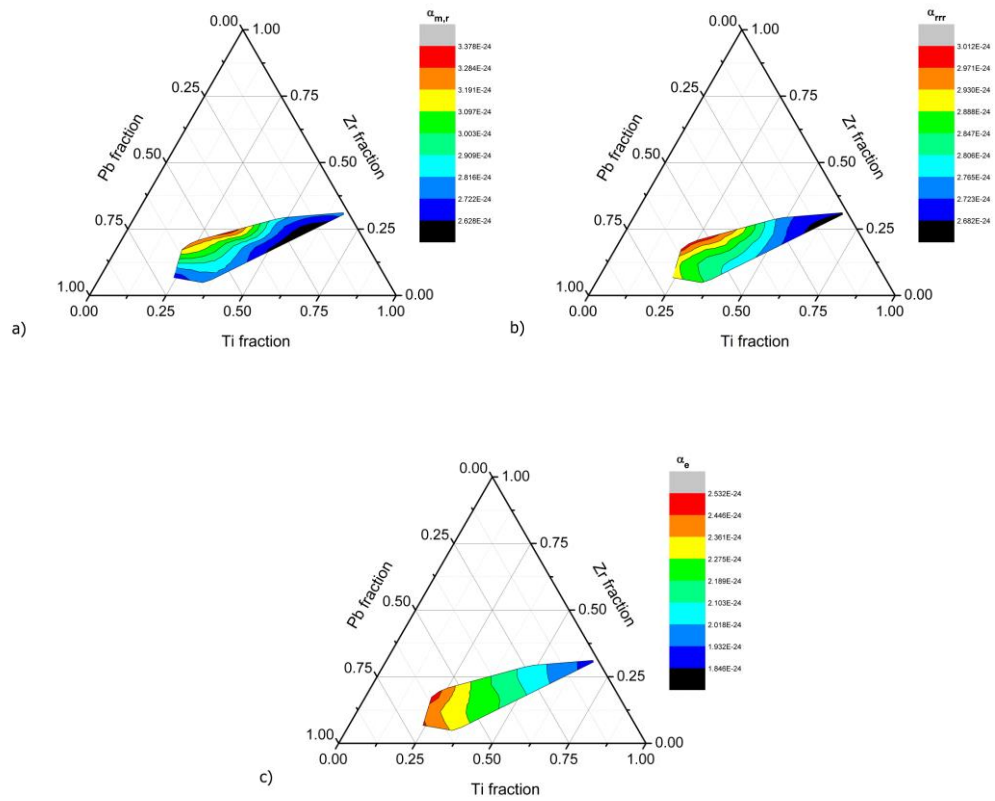 α m,r
3.378E-24
3.284E-24
3.191E-24
3.097E-24
3.003E-24
2.909E-24
2.816E-24
2.722E-24
2.628E-24
0.00
1.00
0.25
0.75
Pb fraction
Zr fraction
0.50
0.50
0.75
0.25
1.00
0.00
0.00
0.25
0.50
0.75
1.00
Ti fraction
a)
α rrr
3.012E-24
2.971E-24
2.930E-24
2.888E-24
2.847E-24
2.806E-24
2.765E-24
2.723E-24
2.682E-24
0.00
1.00
0.25
0.75
Pb fraction
Zr fraction
0.50
0.50
0.75
0.25
1.00
0.00
0.00
0.25
0.50
0.75
1.00
Ti fraction
b)
α e
2.532E-24
2.446E-24
2.361E-24
2.275E-24
2.189E-24
2.103E-24
2.018E-24
1.932E-24
1.846E-24
0.00
1.00
0.25
0.75
Pb fraction
Zr fraction
0.50
0.50
0.75
0.25
1.00
0.00
0.00
0.25
0.50
0.75
1.00
Ti fraction
c)